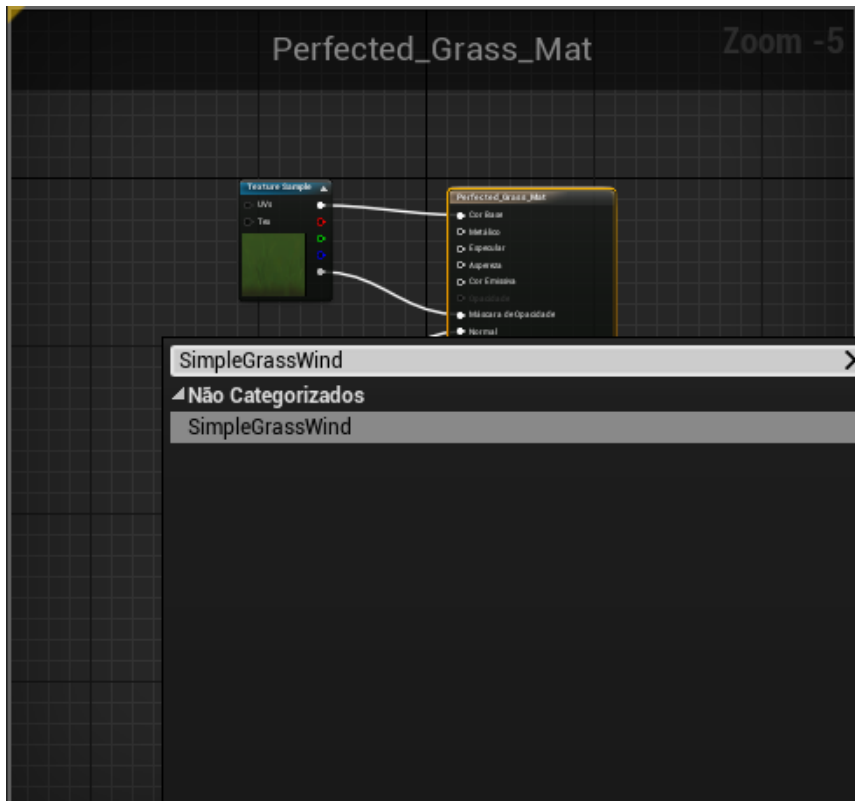 Perfected_Grass_Mat
Zoom -5
Texture Sample
UVs
Tex
Perfected_Grass_Mat
Cor Base
Metálico
Especular
Aspereza
Cor Emissiva
Opacidade
Máscara de Opacidade
Normal
SimpleGrassWind
Não Categorizados
SimpleGrassWind